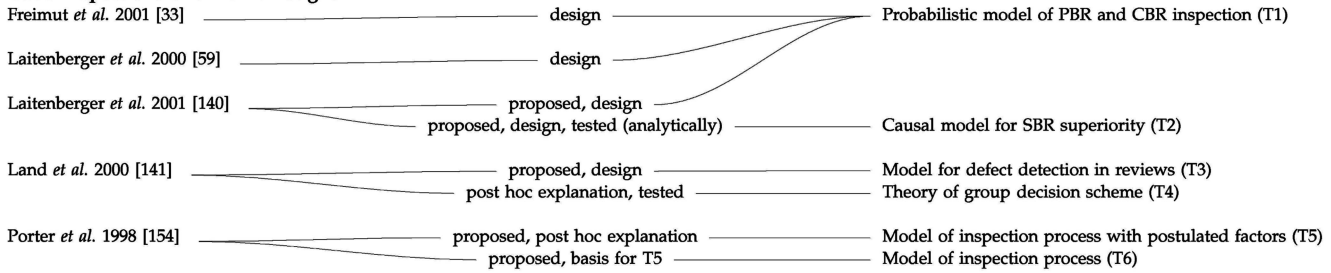 Freimut et al. 2001 [33] design Probabilistic model of PBR and CBR inspection (T1)
Laitenberger et al. 2000 [59] design
Laitenberger et al. 2001 [140] proposed, design
proposed, design, tested (analytically) Causal model for SBR superiority (T2)
Land et al. 2000 [141] proposed, design Model for defect detection in reviews (T3)
post hoc explanation, tested Theory of group decision scheme (T4)
Porter et al. 1998 [154] proposed, post hoc explanation Model of inspection process with postulated factors (T5)
proposed, basis for T5 Model of inspection process (T6)